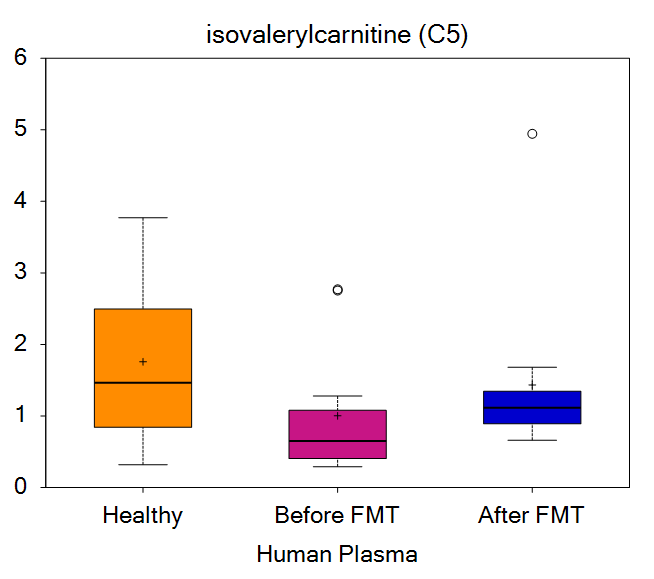 isovalerylcarnitine (C5)
6
5
4
3
2
1
0
Healthy Before FMT After FMT
Human Plasma